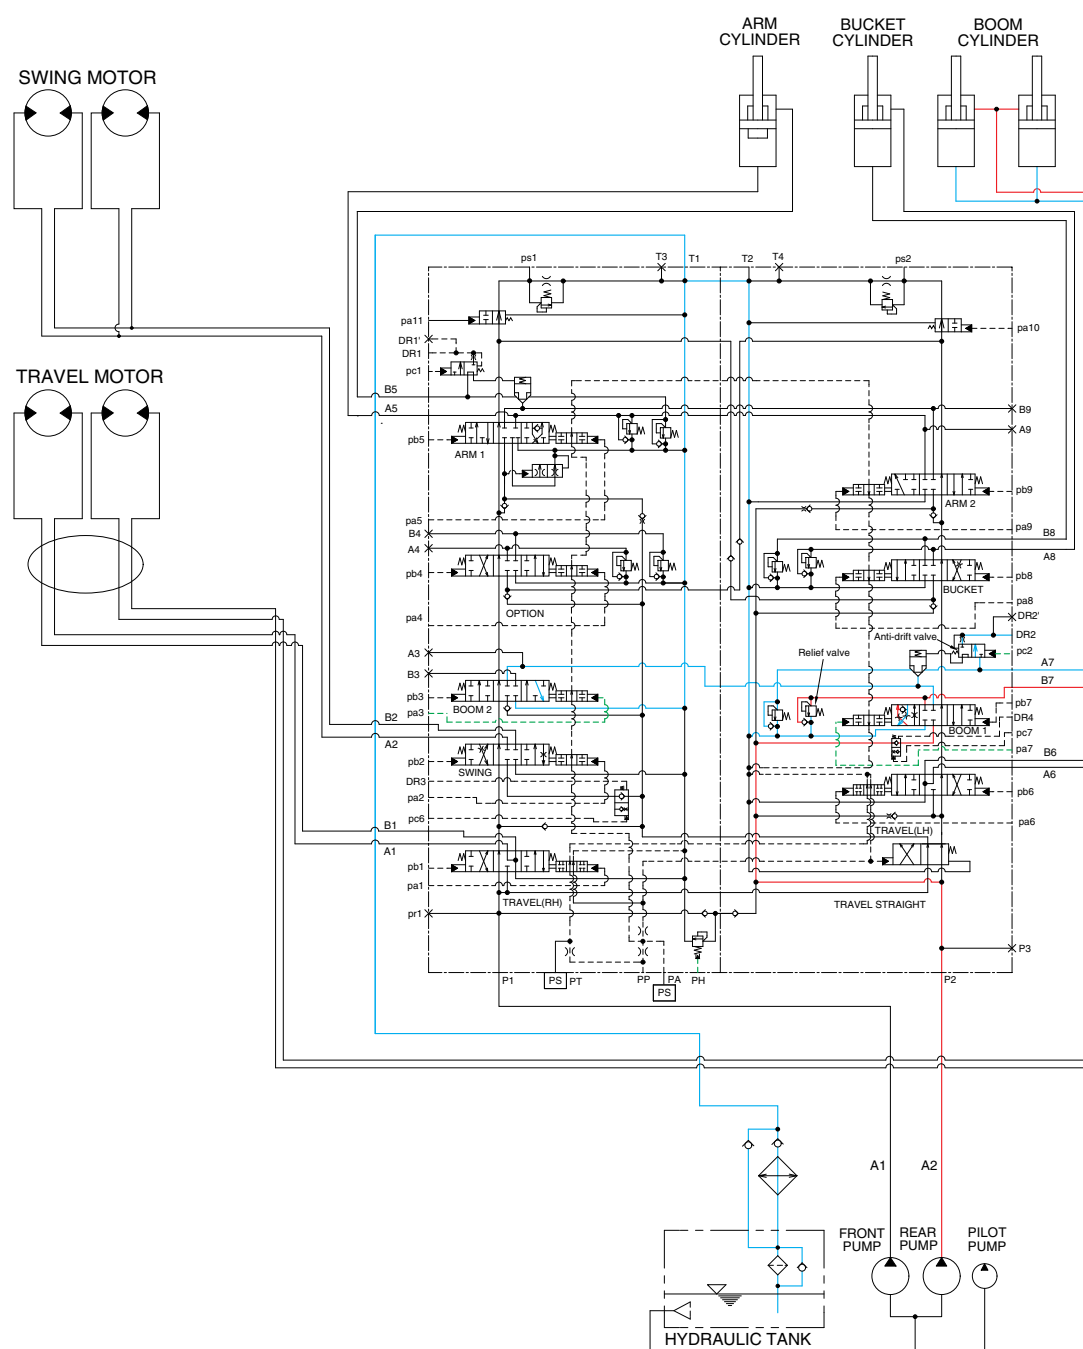 ARM
CYLINDER
BUCKET
CYLINDER
BOOM
CYLINDER
SWING MOTOR
TRAVEL MOTOR
ps1
T3
T1
T2
T4
ps2
pa11
pa10
DR1'
DR1
pc1
B5
A5
B9
A9
pb5
ARM 1
pb9
ARM 2
pa5
pa9
B4
B8
A4
A8
pb4
pb8
OPTION
BUCKET
pa8
pa4
DR2'
Anti-drift valve
DR2
A3
Relief valve
pc2
A7
B3
B7
pb3
pb7
BOOM 2
pa3
DR4
B2
BOOM 1
pc7
A2
pa7
pb2
B6
SWING
A6
DR3
pb6
pa2
pc6
pa6
B1
TRAVEL(LH)
A1
pb1
pa1
TRAVEL(RH)
TRAVEL STRAIGHT
pr1
P3
P1
PS
PT
PP
PA
PH
P2
PS
A1
A2
FRONT
PUMP
REAR
PUMP
PILOT
PUMP
HYDRAULIC TANK